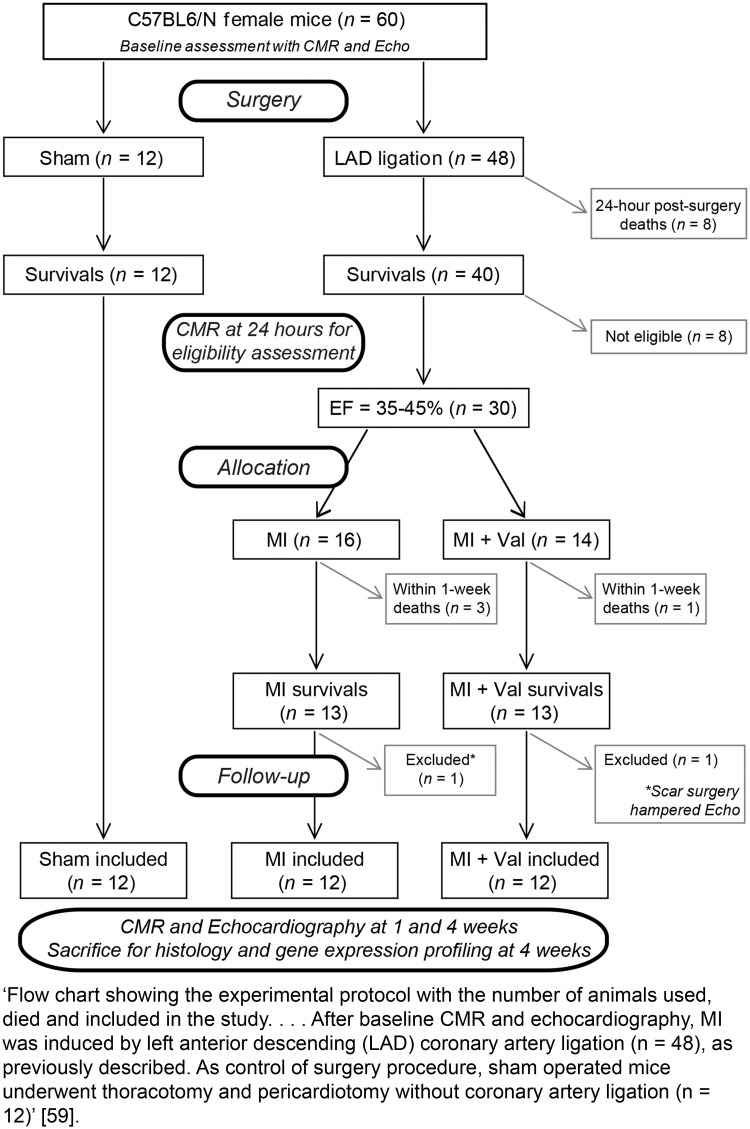 C57BL6/N female mice (n = 60)
Baseline assessment with CMR and Echo
Surgery
Sham (n = 12)
LAD ligation (n = 48)
24-hour post-surgery
deaths (n = 8)
Survivals (n = 12)
Survivals (n = 40)
CMR at 24 hours for
eligibility assessment
Not eligible (n = 8)
EF = 35-45% (n = 30)
Allocation
MI (n = 16)
MI + Val (n = 14)
Within 1-week
deaths (n = 3)
Within 1-week
deaths (n = 1)
MI survivals
(n = 13)
MI + Val survivals
(n = 13)
Follow-up
Excluded*
(n = 1)
Excluded (n = 1)
*Scar surgery
hampered Echo
Sham included
(n = 12)
MI included
(n = 12)
MI + Val included
(n = 12)
CMR and Echocardiography at 1 and 4 weeks
Sacrifice for histology and gene expression profiling at 4 weeks
‘Flow chart showing the experimental protocol with the number of animals used,
died and included in the study. . . . After baseline CMR and echocardiography, MI
was induced by left anterior descending (LAD) coronary artery ligation (n = 48), as
previously described. As control of surgery procedure, sham operated mice
underwent thoracotomy and pericardiotomy without coronary artery ligation (n =
12)’ [59].